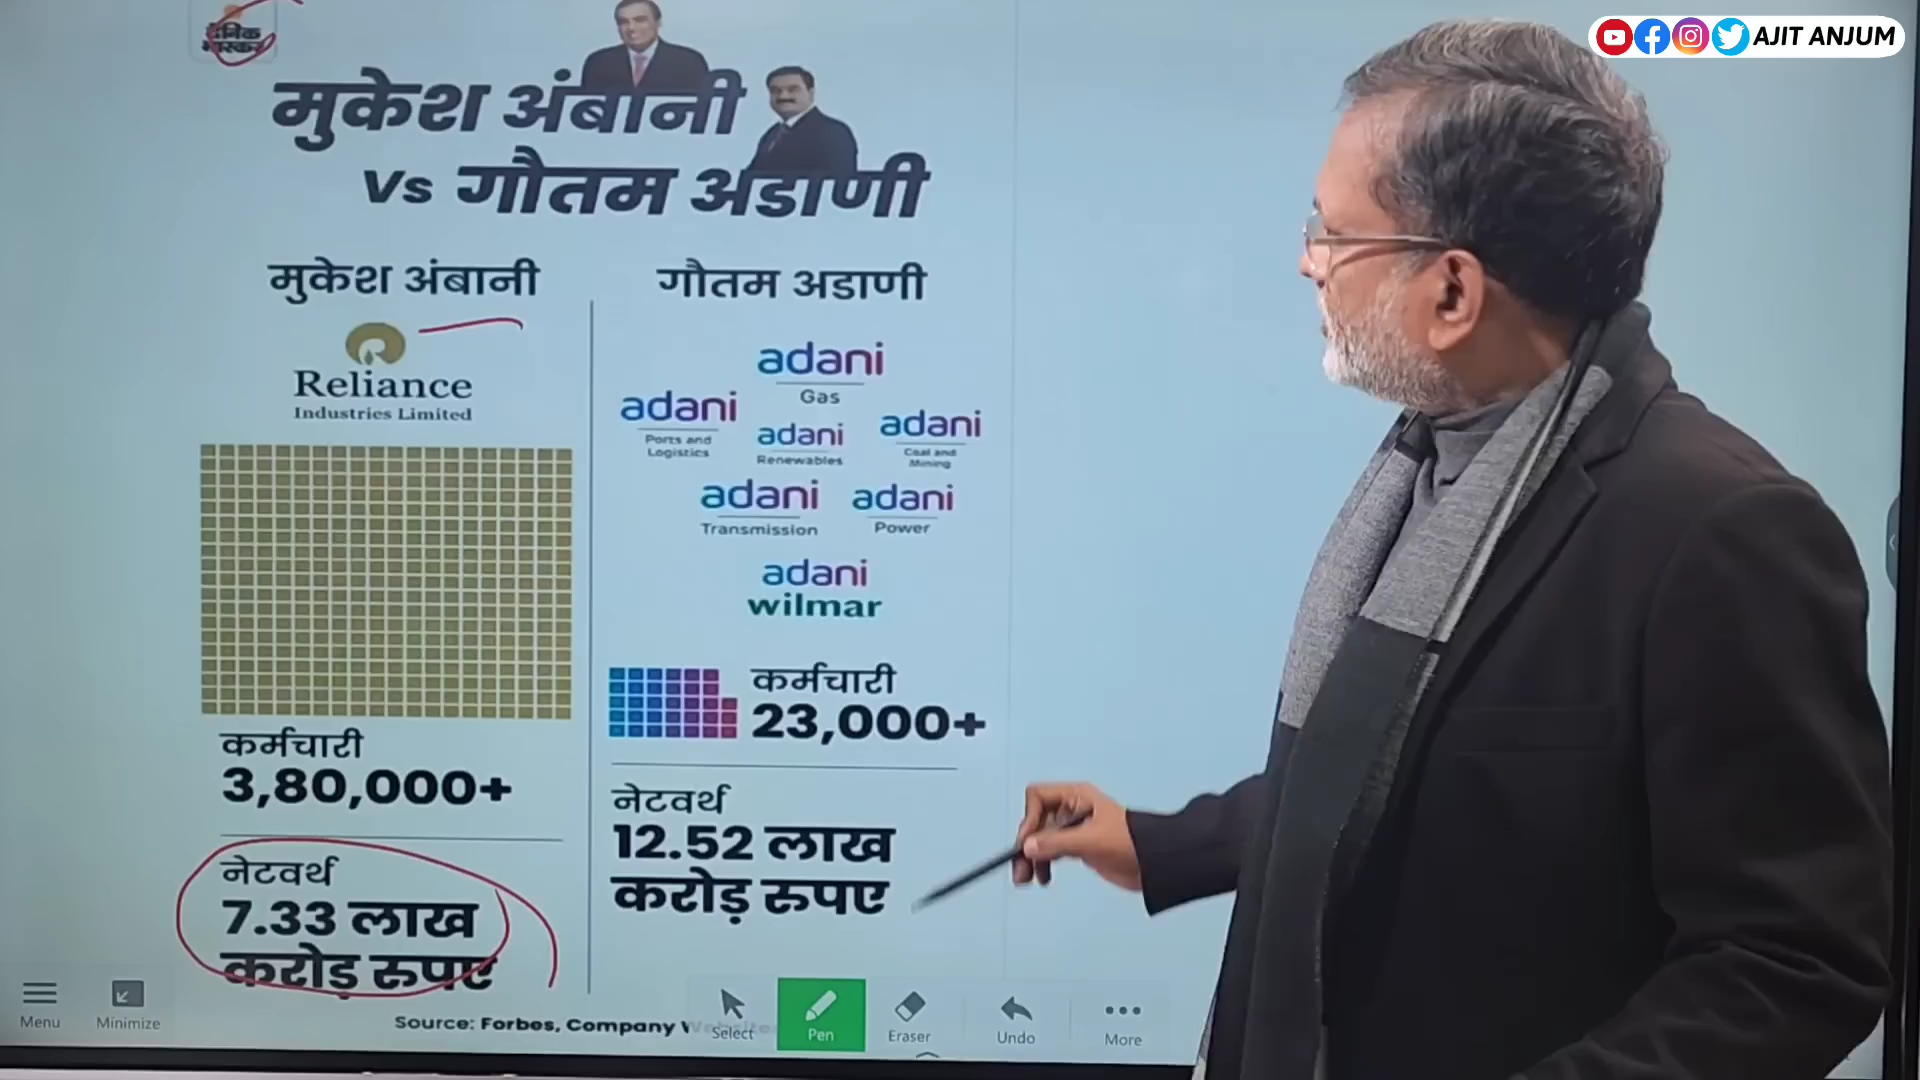 AJIT ANJUM
दैनिक
भास्कर
मुकेश अंबानी
Vs गौतम अडाणी
मुकेश अंबानी
Reliance
Industries Limited
कर्मचारी
3,80,000+
नेटवर्थ
7.33 लाख
करोड़ रुपए
गौतम अडाणी
adani
Gas
adani
Ports and
Logistics
adani
Renewables
adani
Coal and
Mining
adani
Transmission
adani
Power
adani
wilmar
कर्मचारी
23,000+
नेटवर्थ
12.52 लाख
करोड़ रुपए
Source: Forbes, Company
Menu
Minimize
Select
Pen
Eraser
Undo
More